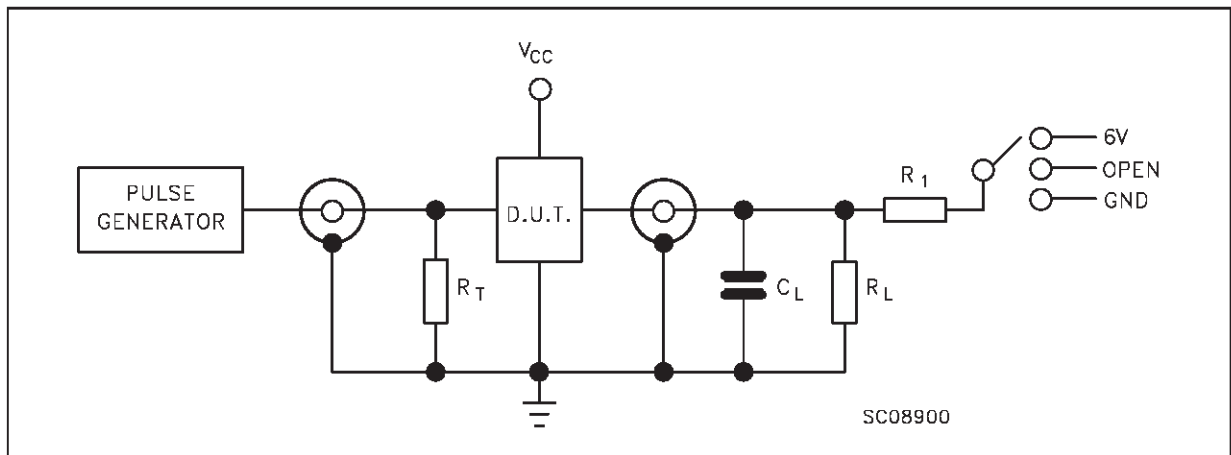 VCC
6V
OPEN
GND
R1
PULSE
GENERATOR
D.U.T.
RT
CL
RL
SC08900